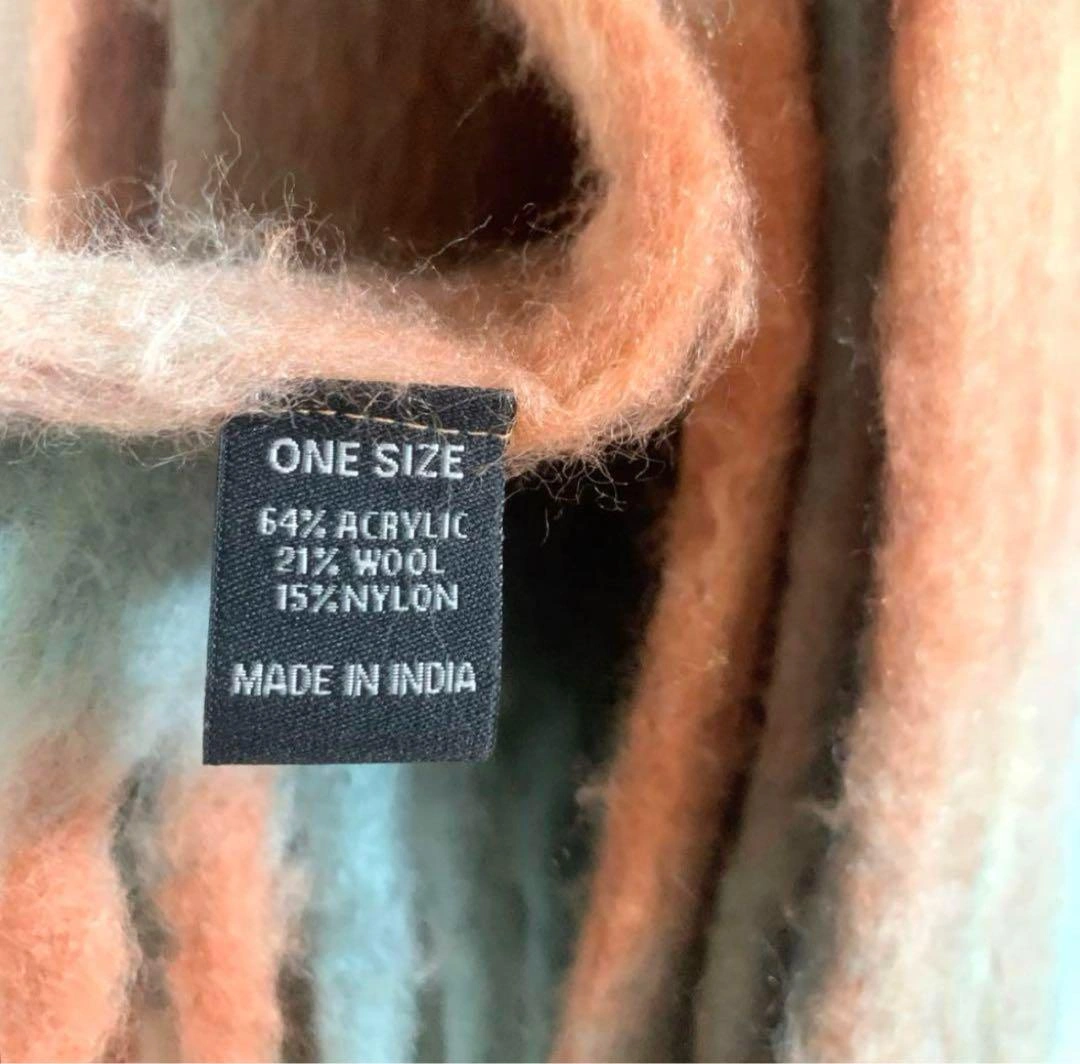 ONE SIZE
64% ACRYLIC
21% WOOL
15%NYLON
MADE IN INDIA